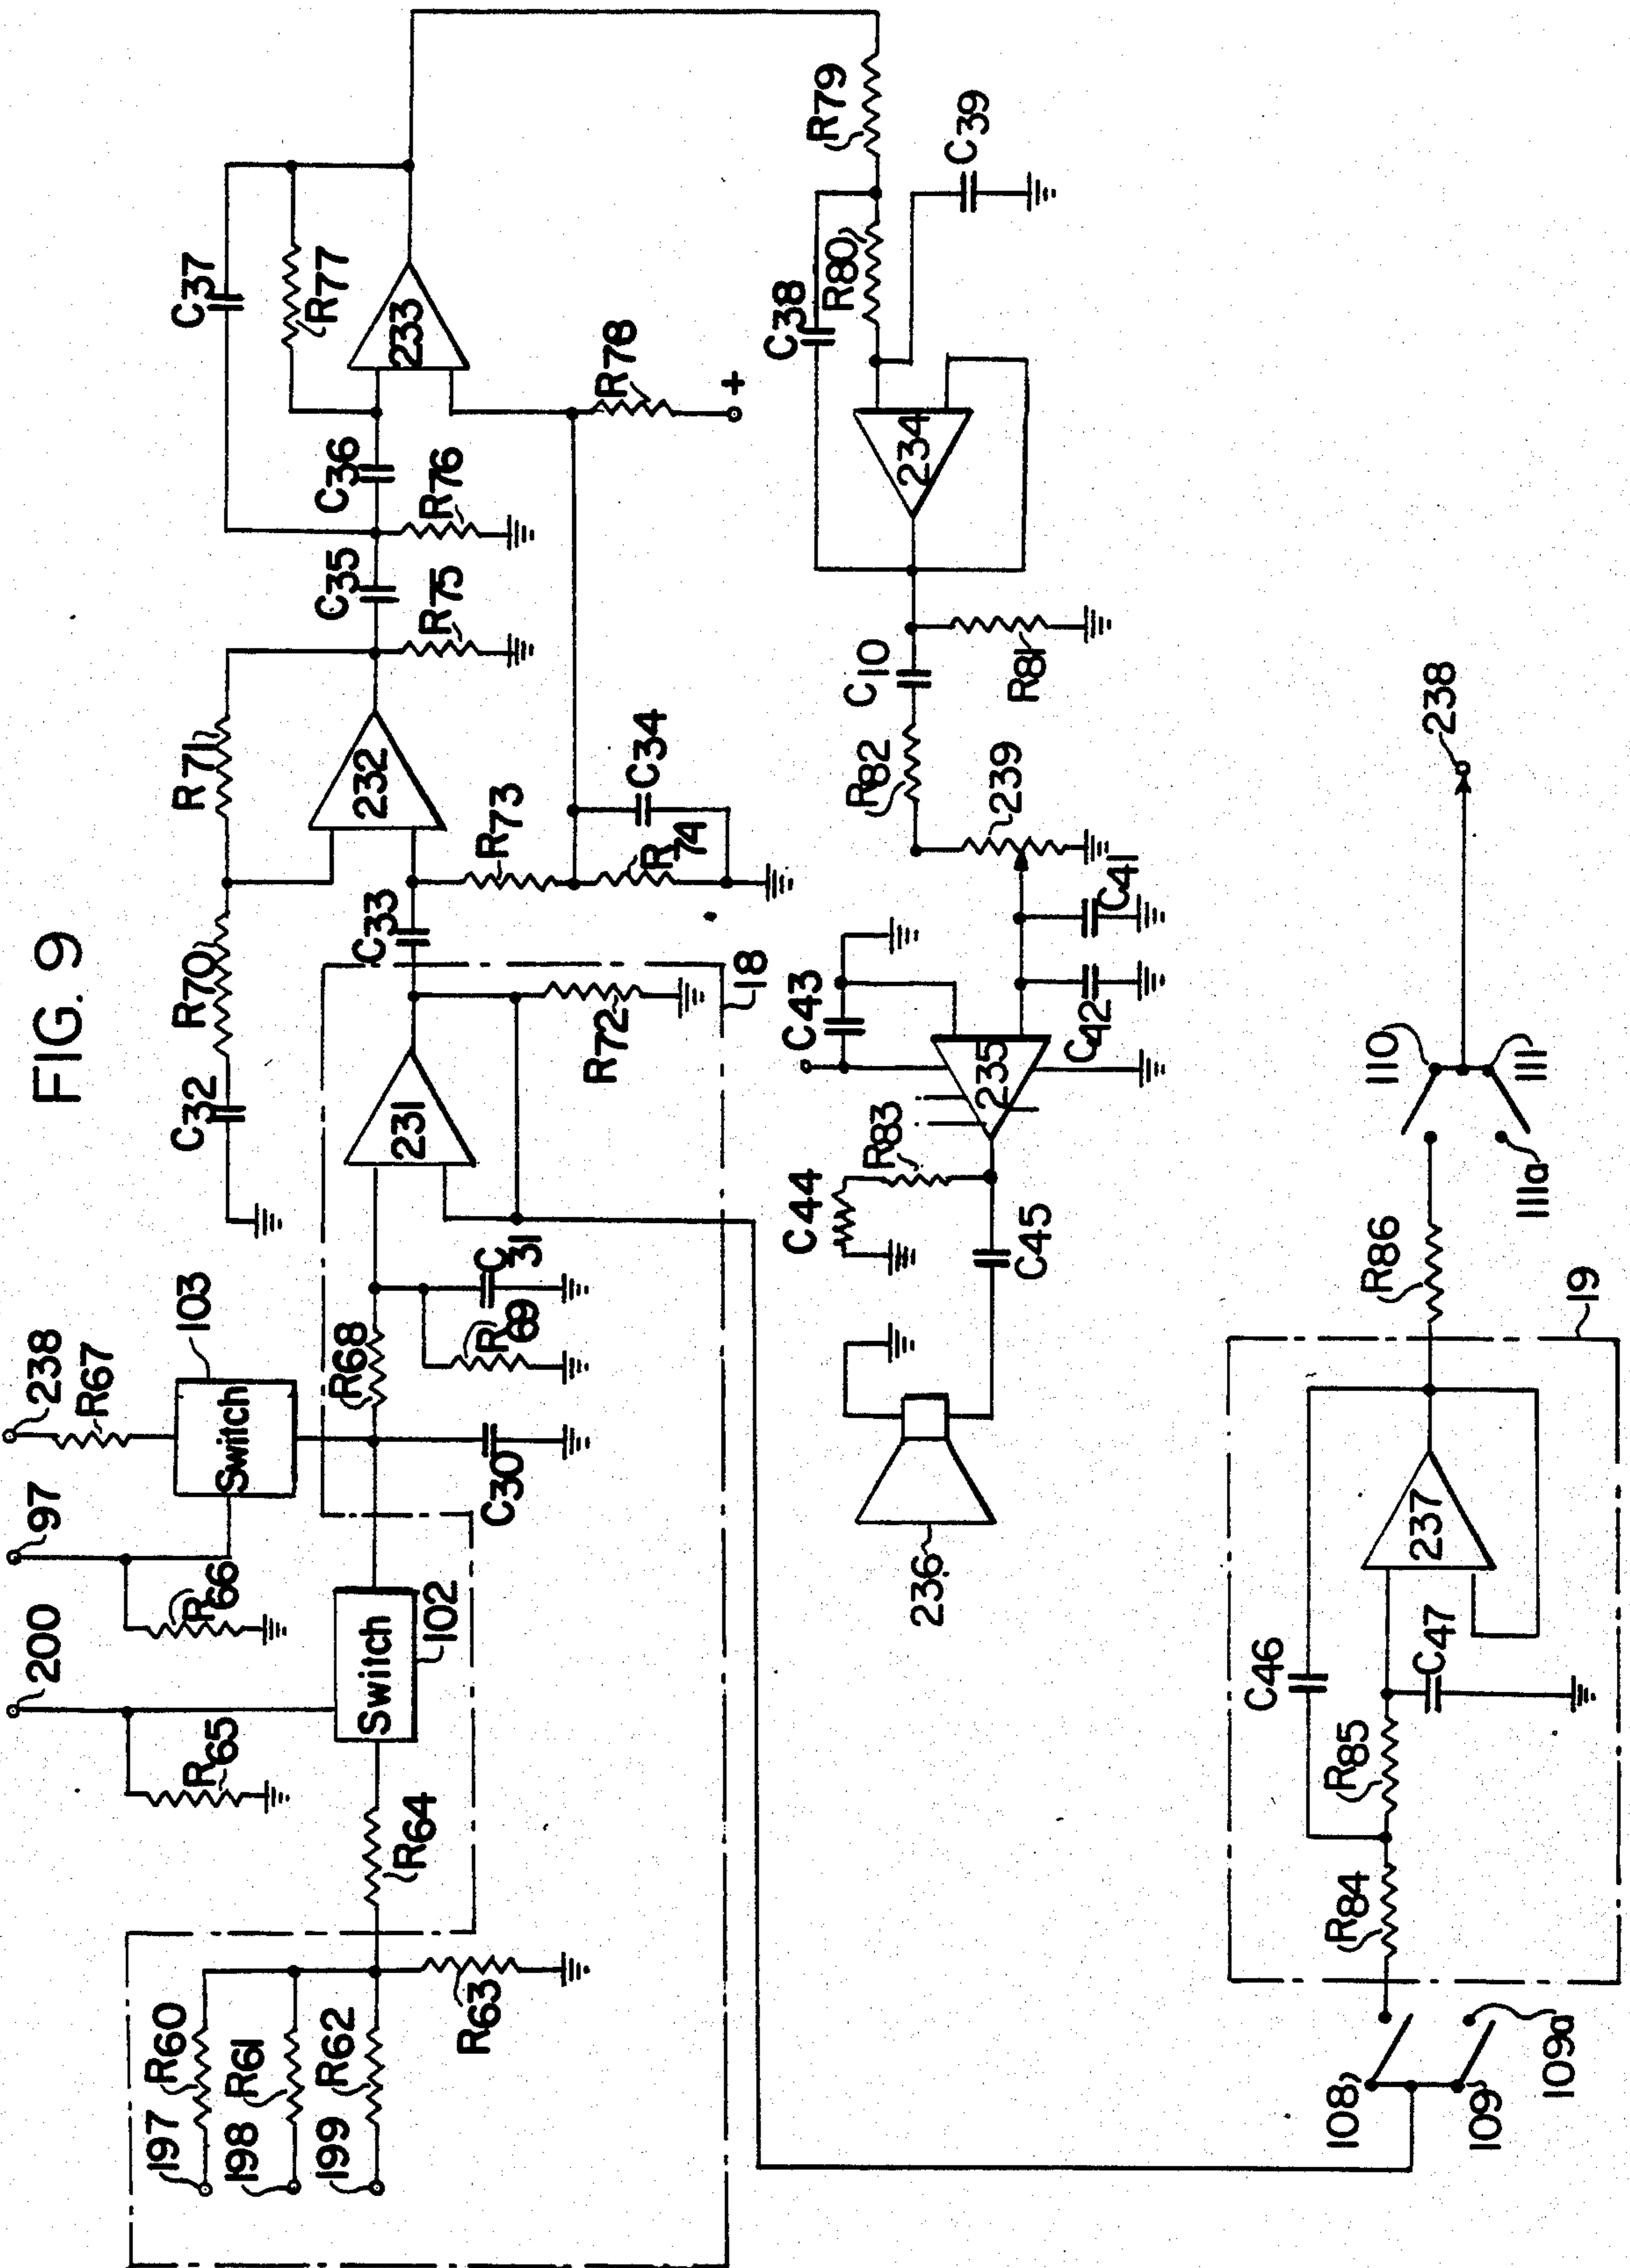 FIG. 9
197
R60
198
R61
199
R62
R63
R64
200
R65
97
R66
238
R67
Switch
103
Switch
102
R68
C30
R69
C31
231
R72
18
C32
R70
R71
C33
232
R73
R74
C34
R75
C35
R76
C36
C37
R77
233
R78
+
R79
C38
R80
C39
234
C10
R81
R82
239
C41
C42
C43
235
R83
C44
C45
236
108
109
109a
R84
R85
C46
C47
237
19
R86
110
111
111a
238